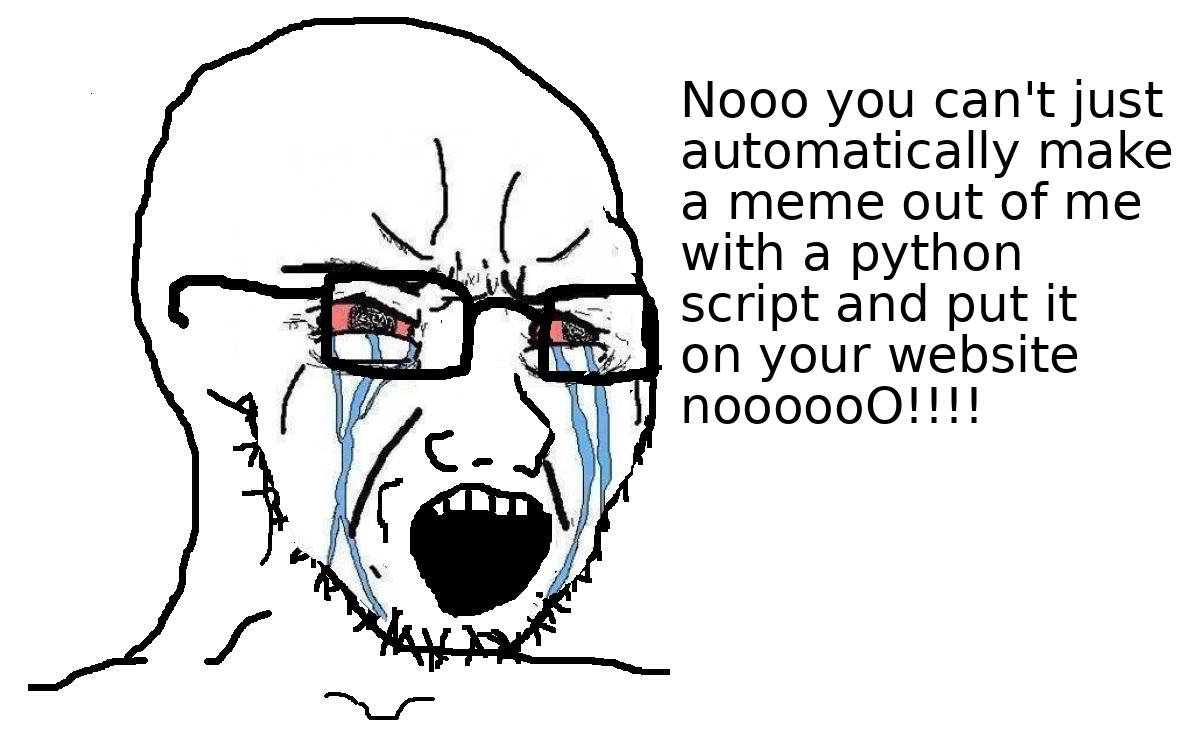 Nooo you can't just
automatically make
a meme out of me
with a python
script and put it
on your website
noooooO!!!!